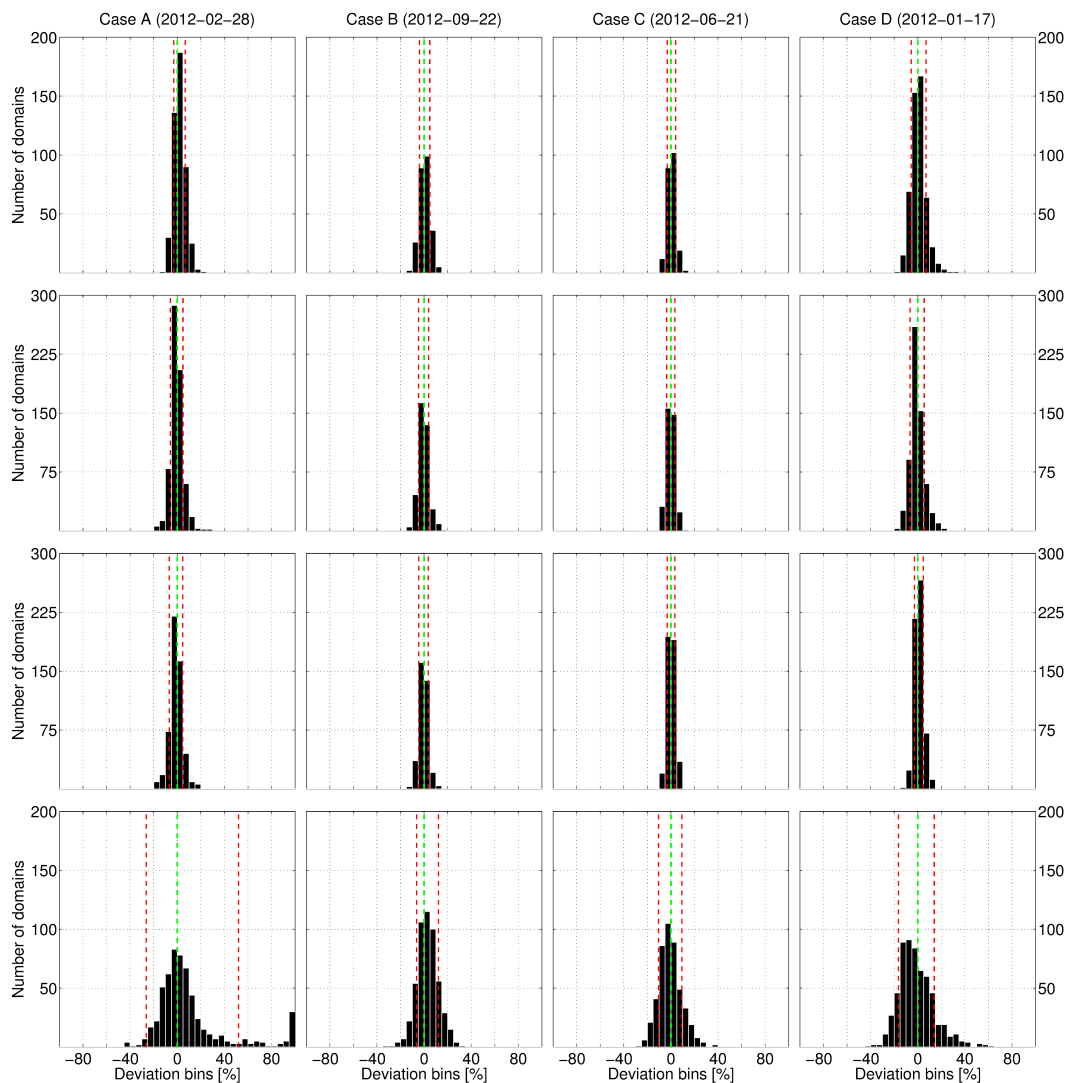 Case A (2012−02−28) Case B (2012−09−22) Case C (2012−06−21) Case D (2012−01−17)
200 200
150 150
Number of domains
100 100
50 50
300 300
225 225
Number of domains
150 150
75 75
300 300
225 225
Number of domains
150 150
75 75
200 200
150 150
Number of domains
100 100
50 50
−80 −40 0 40 80 −80 −40 0 40 80 −80 −40 0 40 80 −80 −40 0 40 80
Deviation bins [%] Deviation bins [%] Deviation bins [%] Deviation bins [%]